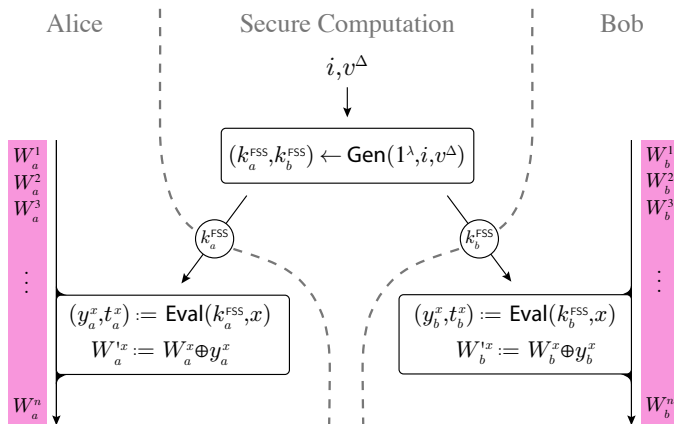 Alice Secure Computation Bob
i,v^Δ
(k_a^FSS,k_b^FSS) ← Gen(1^λ,i,v^Δ)
W_a^1 W_b^1
W_a^2 W_b^2
W_a^3 W_b^3
k_a^FSS k_b^FSS
⋮ ⋮
(y_a^x,t_a^x) := Eval(k_a^FSS,x) (y_b^x,t_b^x) := Eval(k_b^FSS,x)
W'_a^x := W_a^x⊕y_a^x W'_b^x := W_b^x⊕y_b^x
W_a^n W_b^n